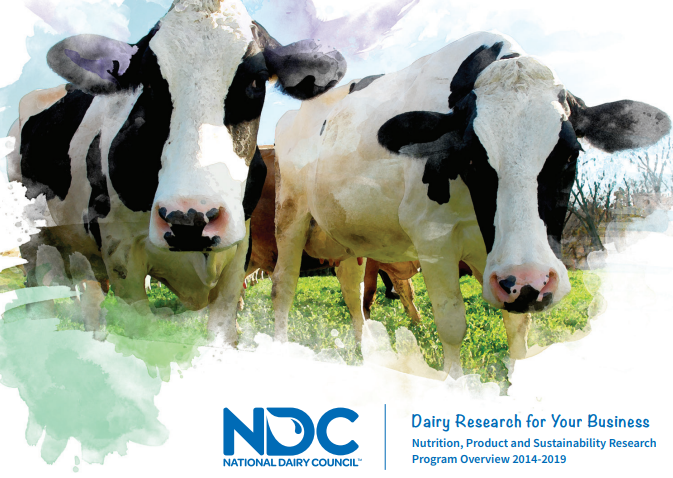 NDC
NATIONAL DAIRY COUNCIL™
Dairy Research for Your Business
Nutrition, Product and Sustainability Research
Program Overview 2014-2019